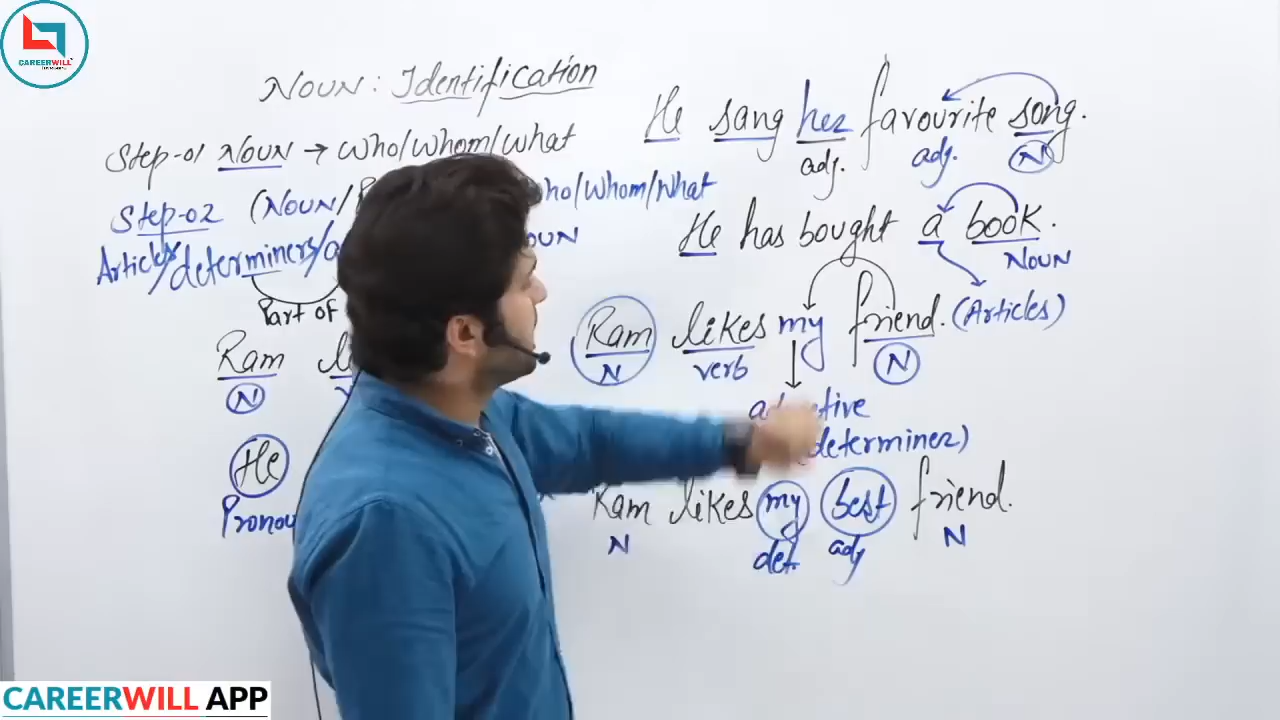 CAREERWILL
NOUN: Identification
Step-01 NOUN → who/whom/what
Step-02 (NOUN/ who/whom/what
Articles/determiners/a OUN
Part of
Ram
N
He
Pronou
He sang her favourite song.
adj. adj. N
He has bought a book.
Noun
(Articles)
Ram likes my friend.
N verb N
determiner)
Ram likes my best friend.
N det. adj N
CAREERWILL APP